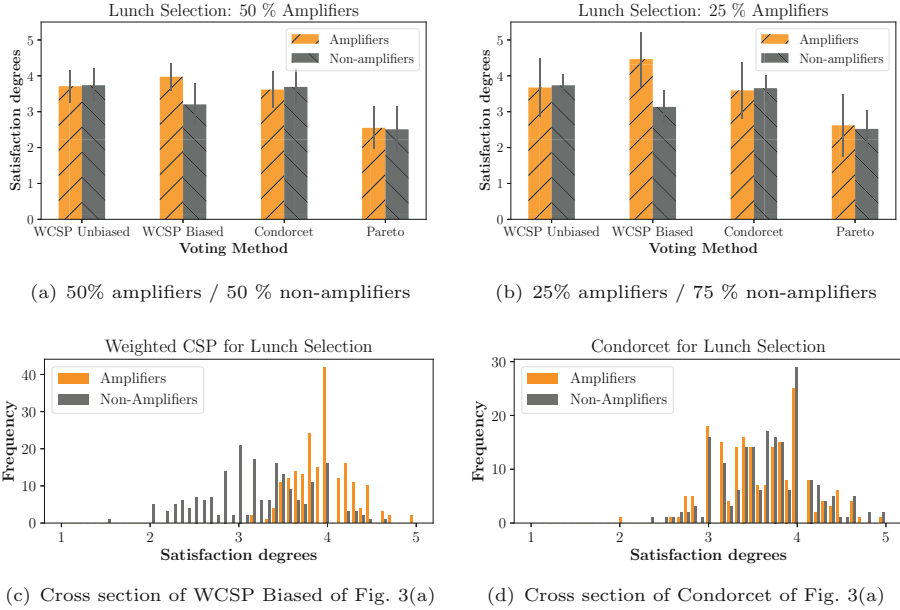 Lunch Selection: 50 % Amplifiers
Satisfaction degrees
5
4
3
2
1
0
Amplifiers
Non-amplifiers
WCSP Unbiased WCSP Biased Condorcet Pareto
Voting Method
(a) 50% amplifiers / 50 % non-amplifiers
Lunch Selection: 25 % Amplifiers
Satisfaction degrees
5
4
3
2
1
0
Amplifiers
Non-amplifiers
WCSP Unbiased WCSP Biased Condorcet Pareto
Voting Method
(b) 25% amplifiers / 75 % non-amplifiers
Weighted CSP for Lunch Selection
Frequency
40
20
0
Amplifiers
Non-Amplifiers
1 2 3 4 5
Satisfaction degrees
(c) Cross section of WCSP Biased of Fig. 3(a)
Condorcet for Lunch Selection
Frequency
30
20
10
0
Amplifiers
Non-Amplifiers
1 2 3 4 5
Satisfaction degrees
(d) Cross section of Condorcet of Fig. 3(a)